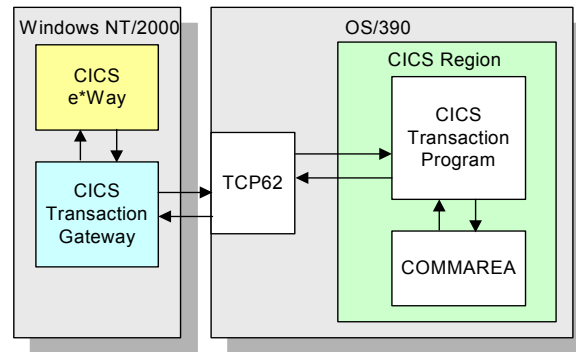 Windows NT/2000
CICS
e*Way
CICS
Transaction
Gateway
OS/390
TCP62
CICS Region
CICS
Transaction
Program
COMMAREA